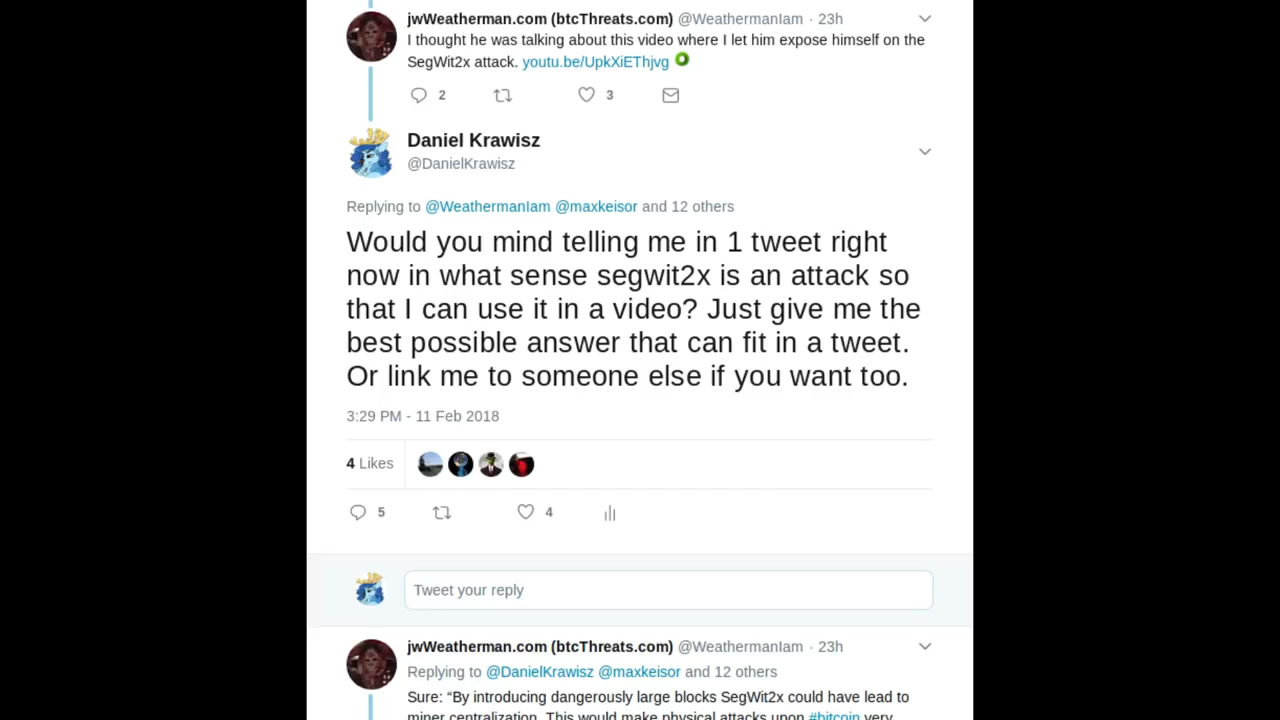 jwWeatherman.com (btcThreats.com) @WeathermanIam · 23h
I thought he was talking about this video where I let him expose himself on the
SegWit2x attack. youtu.be/UpkXiEThjvg
2 3
Daniel Krawisz
@DanielKrawisz
Replying to @WeathermanIam @maxkeisor and 12 others
Would you mind telling me in 1 tweet right
now in what sense segwit2x is an attack so
that I can use it in a video? Just give me the
best possible answer that can fit in a tweet.
Or link me to someone else if you want too.
3:29 PM - 11 Feb 2018
4 Likes
5 4
Tweet your reply
jwWeatherman.com (btcThreats.com) @WeathermanIam · 23h
Replying to @DanielKrawisz @maxkeisor and 12 others
Sure: “By introducing dangerously large blocks SegWit2x could have lead to
miner centralization. This would make physical attacks upon #bitcoin very